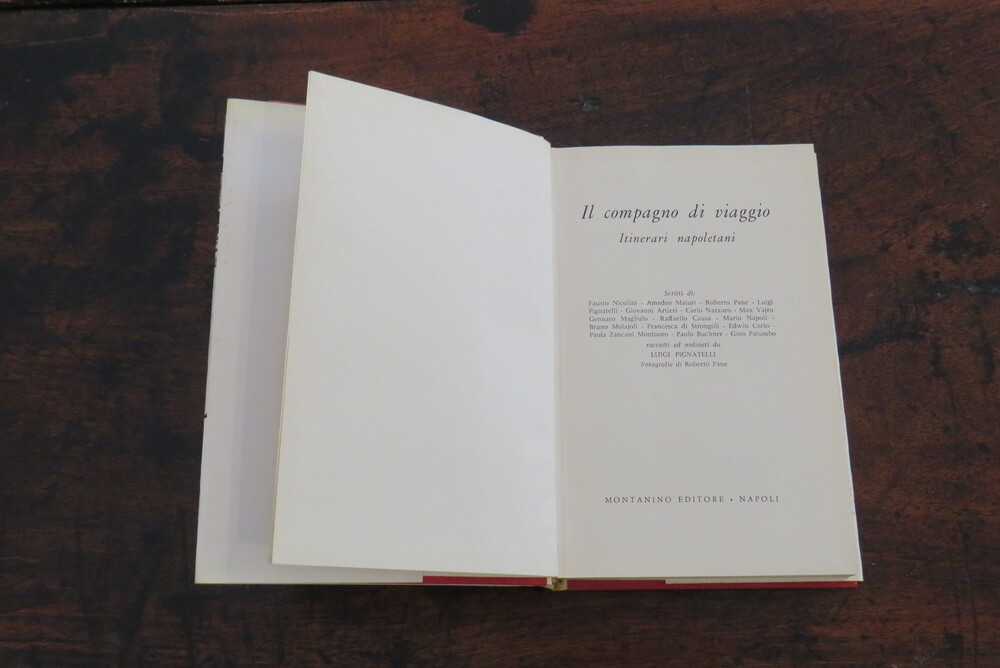 Il compagno di viaggio
Itinerari napoletani
Scritti di:
Fausto Nicolini - Amedeo Maiuri - Roberto Pane - Luigi
Pignatelli - Giovanni Artieri - Carlo Nazzaro - Max Vajro
Gennaro Magliulo - Raffaello Causa - Mario Napoli -
Bruno Molajoli - Francesca di Strongoli - Edwin Cerio -
Paola Zancani Montuoro - Paolo Buchner - Gino Palumbo
raccolti ed ordinati da
LUIGI PIGNATELLI
Fotografie di Roberto Pane
MONTANINO EDITORE • NAPOLI